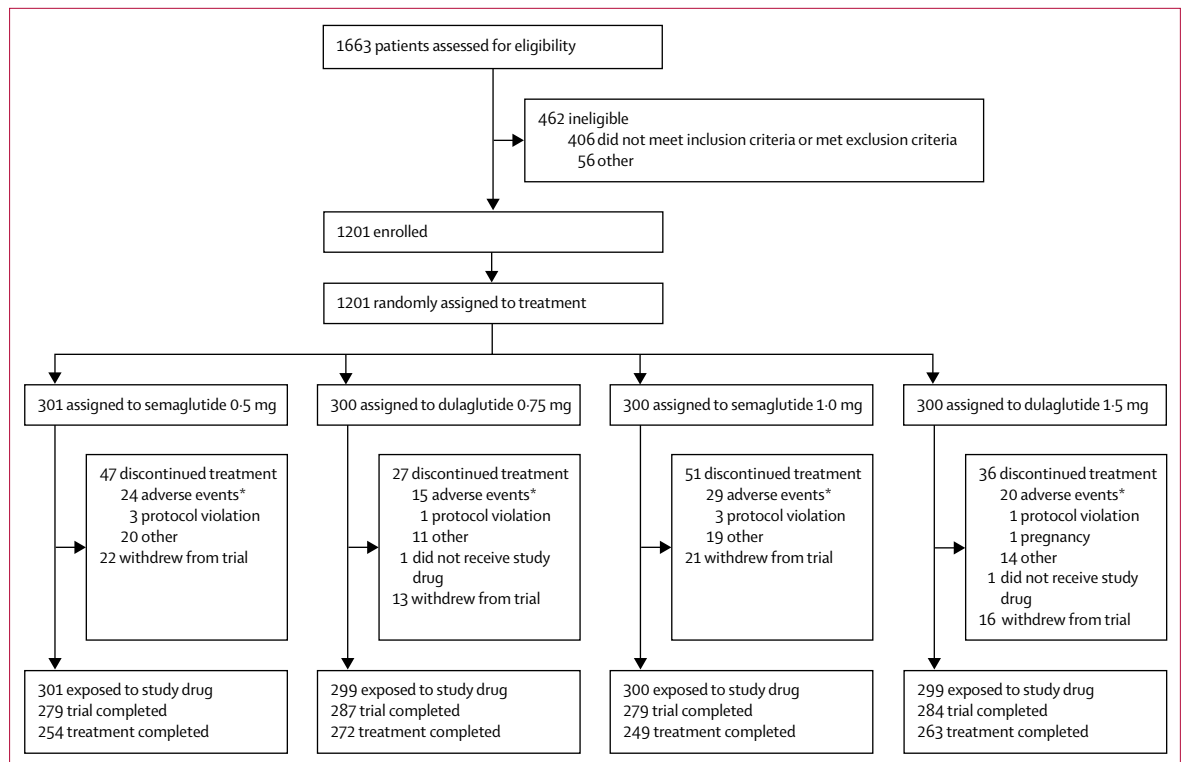 1663 patients assessed for eligibility
462 ineligible
406 did not meet inclusion criteria or met exclusion criteria
56 other
1201 enrolled
1201 randomly assigned to treatment
301 assigned to semaglutide 0·5 mg
300 assigned to dulaglutide 0·75 mg
300 assigned to semaglutide 1·0 mg
300 assigned to dulaglutide 1·5 mg
47 discontinued treatment
24 adverse events*
3 protocol violation
20 other
22 withdrew from trial
27 discontinued treatment
15 adverse events*
1 protocol violation
11 other
1 did not receive study
drug
13 withdrew from trial
51 discontinued treatment
29 adverse events*
3 protocol violation
19 other
21 withdrew from trial
36 discontinued treatment
20 adverse events*
1 protocol violation
1 pregnancy
14 other
1 did not receive study
drug
16 withdrew from trial
301 exposed to study drug
279 trial completed
254 treatment completed
299 exposed to study drug
287 trial completed
272 treatment completed
300 exposed to study drug
279 trial completed
249 treatment completed
299 exposed to study drug
284 trial completed
263 treatment completed